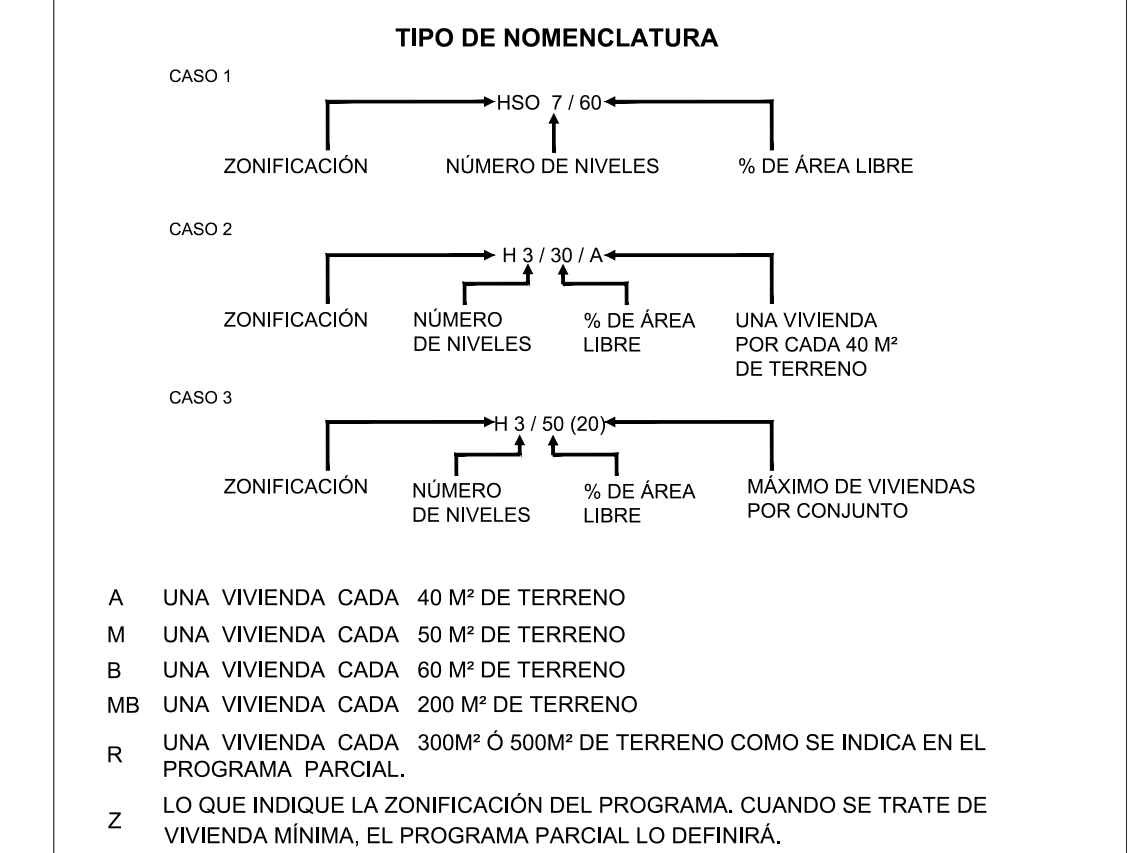 TIPO DE NOMENCLATURA
CASO 1
HSO 7 / 60
ZONIFICACIÓN NÚMERO DE NIVELES % DE ÁREA LIBRE
CASO 2
H 3 / 30 / A
ZONIFICACIÓN NÚMERO % DE ÁREA UNA VIVIENDA
DE NIVELES LIBRE POR CADA 40 M²
DE TERRENO
CASO 3
H 3 / 50 (20)
ZONIFICACIÓN NÚMERO % DE ÁREA MÁXIMO DE VIVIENDAS
DE NIVELES LIBRE POR CONJUNTO
A UNA VIVIENDA CADA 40 M² DE TERRENO
M UNA VIVIENDA CADA 50 M² DE TERRENO
B UNA VIVIENDA CADA 60 M² DE TERRENO
MB UNA VIVIENDA CADA 200 M² DE TERRENO
R UNA VIVIENDA CADA 300M² Ó 500M² DE TERRENO COMO SE INDICA EN EL
PROGRAMA PARCIAL.
Z LO QUE INDIQUE LA ZONIFICACIÓN DEL PROGRAMA. CUANDO SE TRATE DE
VIVIENDA MÍNIMA, EL PROGRAMA PARCIAL LO DEFINIRÁ.